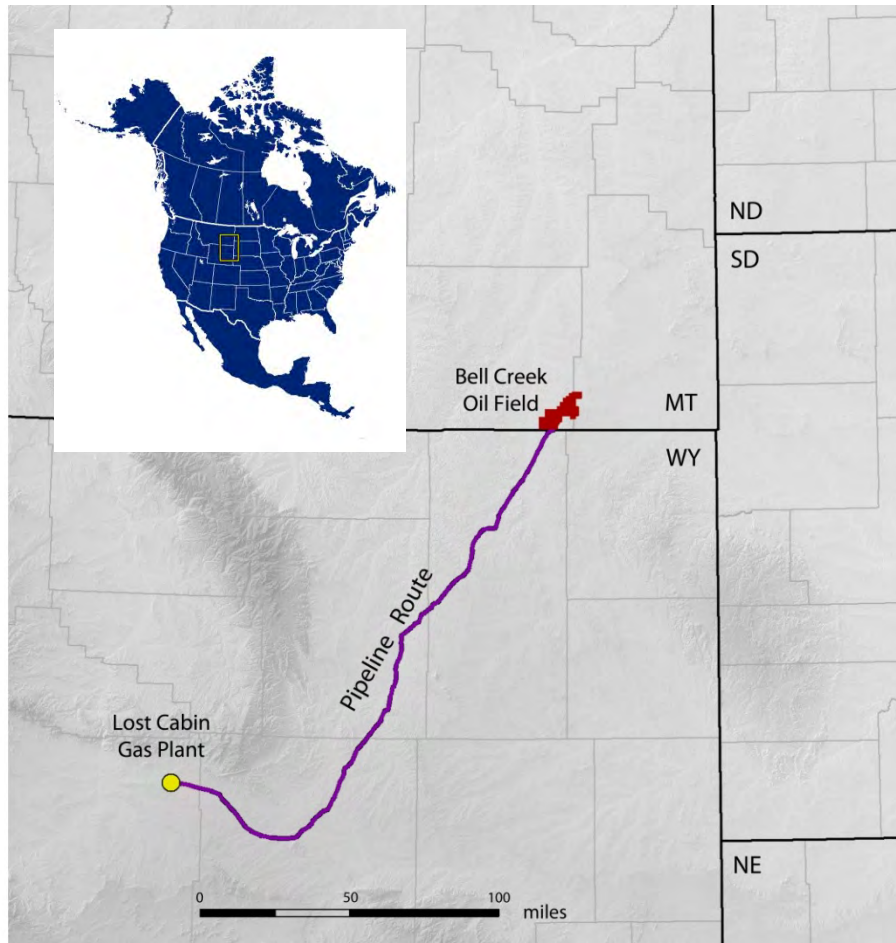 ND
SD
Bell Creek
Oil Field
MT
WY
Pipeline Route
Lost Cabin
Gas Plant
NE
0 50 100
miles